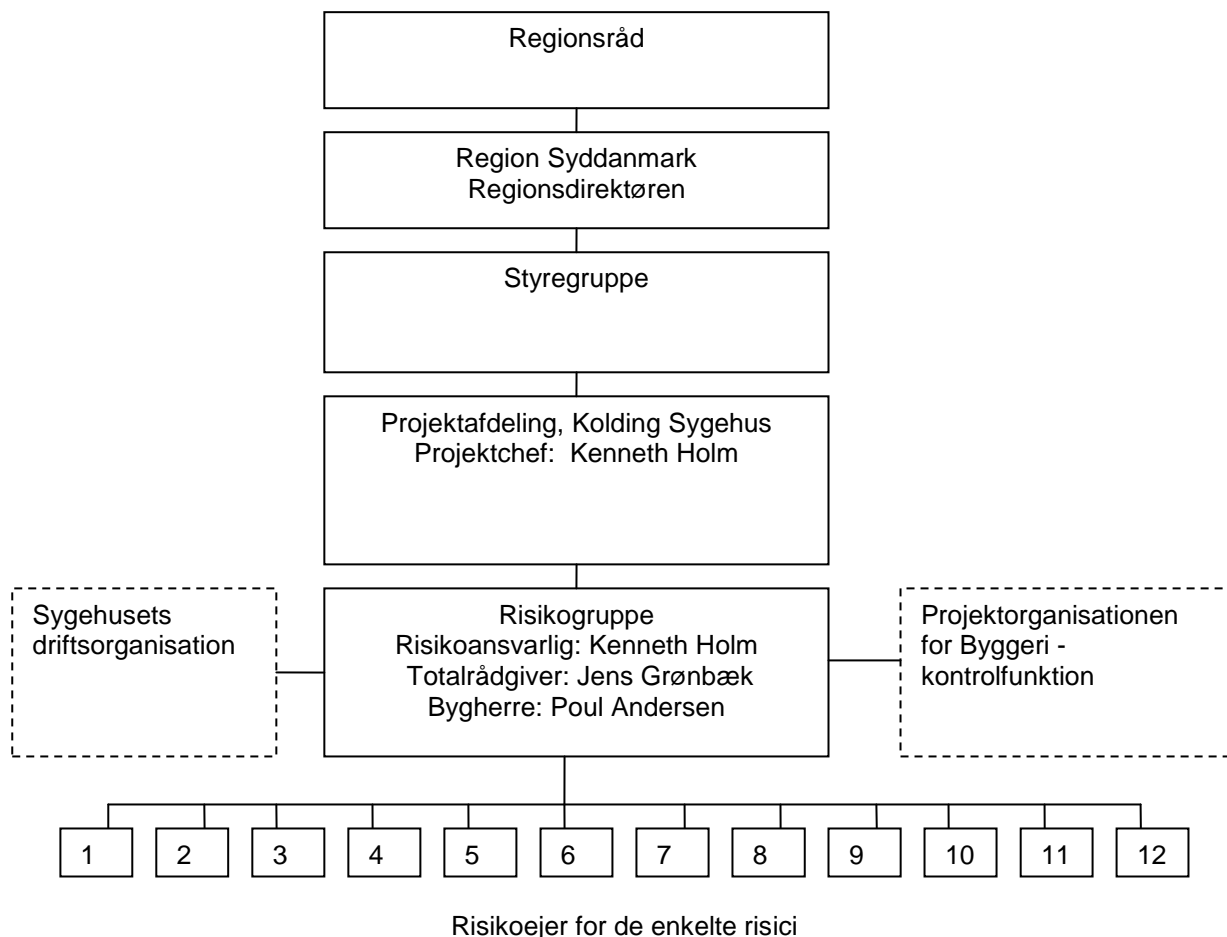 Regionsråd
Region Syddanmark
Regionsdirektøren
Styregruppe
Projektafdeling, Kolding Sygehus
Projektchef: Kenneth Holm
Sygehusets
driftsorganisation
Risikogruppe
Risikoansvarlig: Kenneth Holm
Totalrådgiver: Jens Grønbæk
Bygherre: Poul Andersen
Projektorganisationen
for Byggeri -
kontrolfunktion
1 2 3 4 5 6 7 8 9 10 11 12
Risikoejer for de enkelte risici